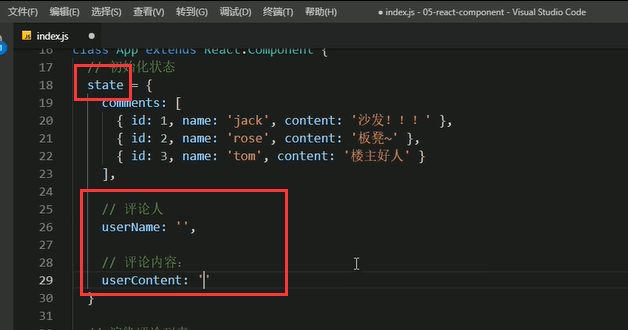 文件(F) 编辑(E) 选择(S) 查看(V) 转到(G) 调试(D) 终端(T) 帮助(H) ● index.js - 05-react-component - Visual Studio Code
JS index.js ●
16 class App extends React.Component {
17 // 初始化状态
18 state = {
19 comments: [
20 { id: 1, name: 'jack', content: '沙发!!!' },
21 { id: 2, name: 'rose', content: '板凳~' },
22 { id: 3, name: 'tom', content: '楼主好人' }
23 ],
24
25 // 评论人
26 userName: '',
27
28 // 评论内容:
29 userContent: ''
30 }
31